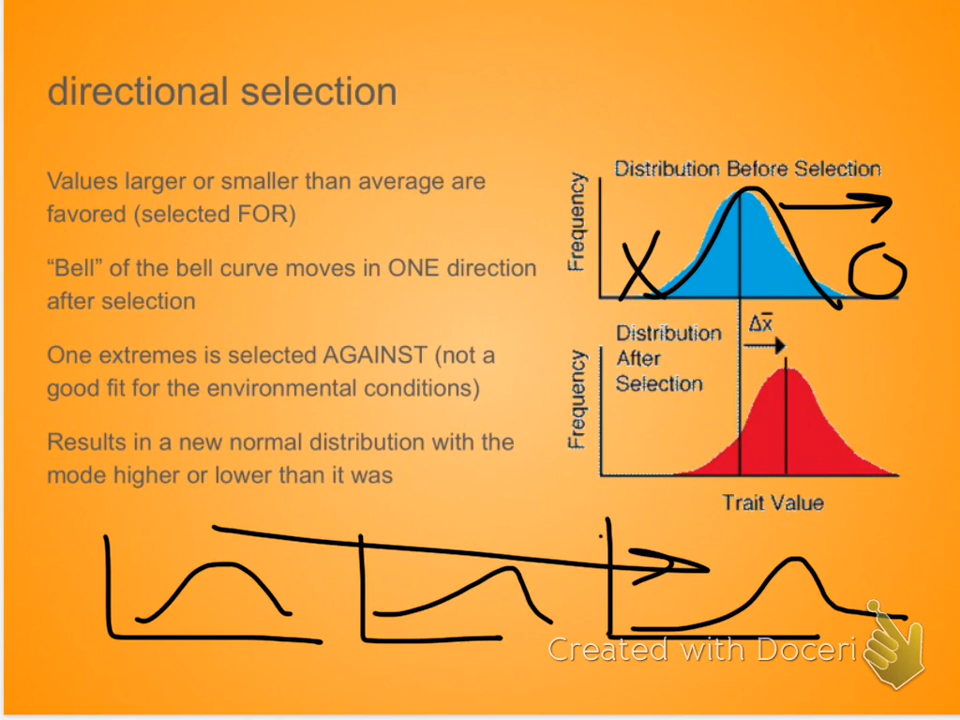 directional selection
Values larger or smaller than average are
favored (selected FOR)
“Bell” of the bell curve moves in ONE direction
after selection
One extremes is selected AGAINST (not a
good fit for the environmental conditions)
Results in a new normal distribution with the
mode higher or lower than it was
Distribution Before Selection
Frequency
X
O
Δx̄
Distribution
After
Selection
Frequency
Trait Value
Created with Doceri